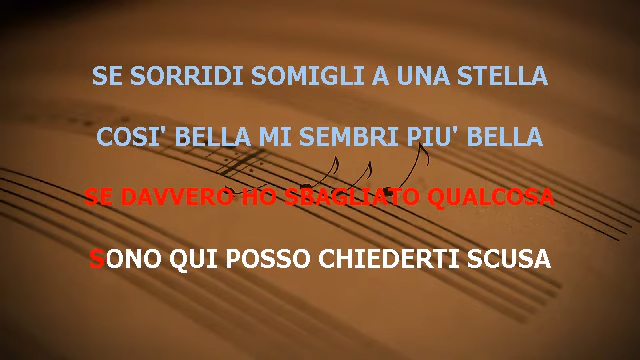 SE SORRIDI SOMIGLI A UNA STELLA
COSI' BELLA MI SEMBRI PIU' BELLA
SE DAVVERO HO SBAGLIATO QUALCOSA
SONO QUI POSSO CHIEDERTI SCUSA